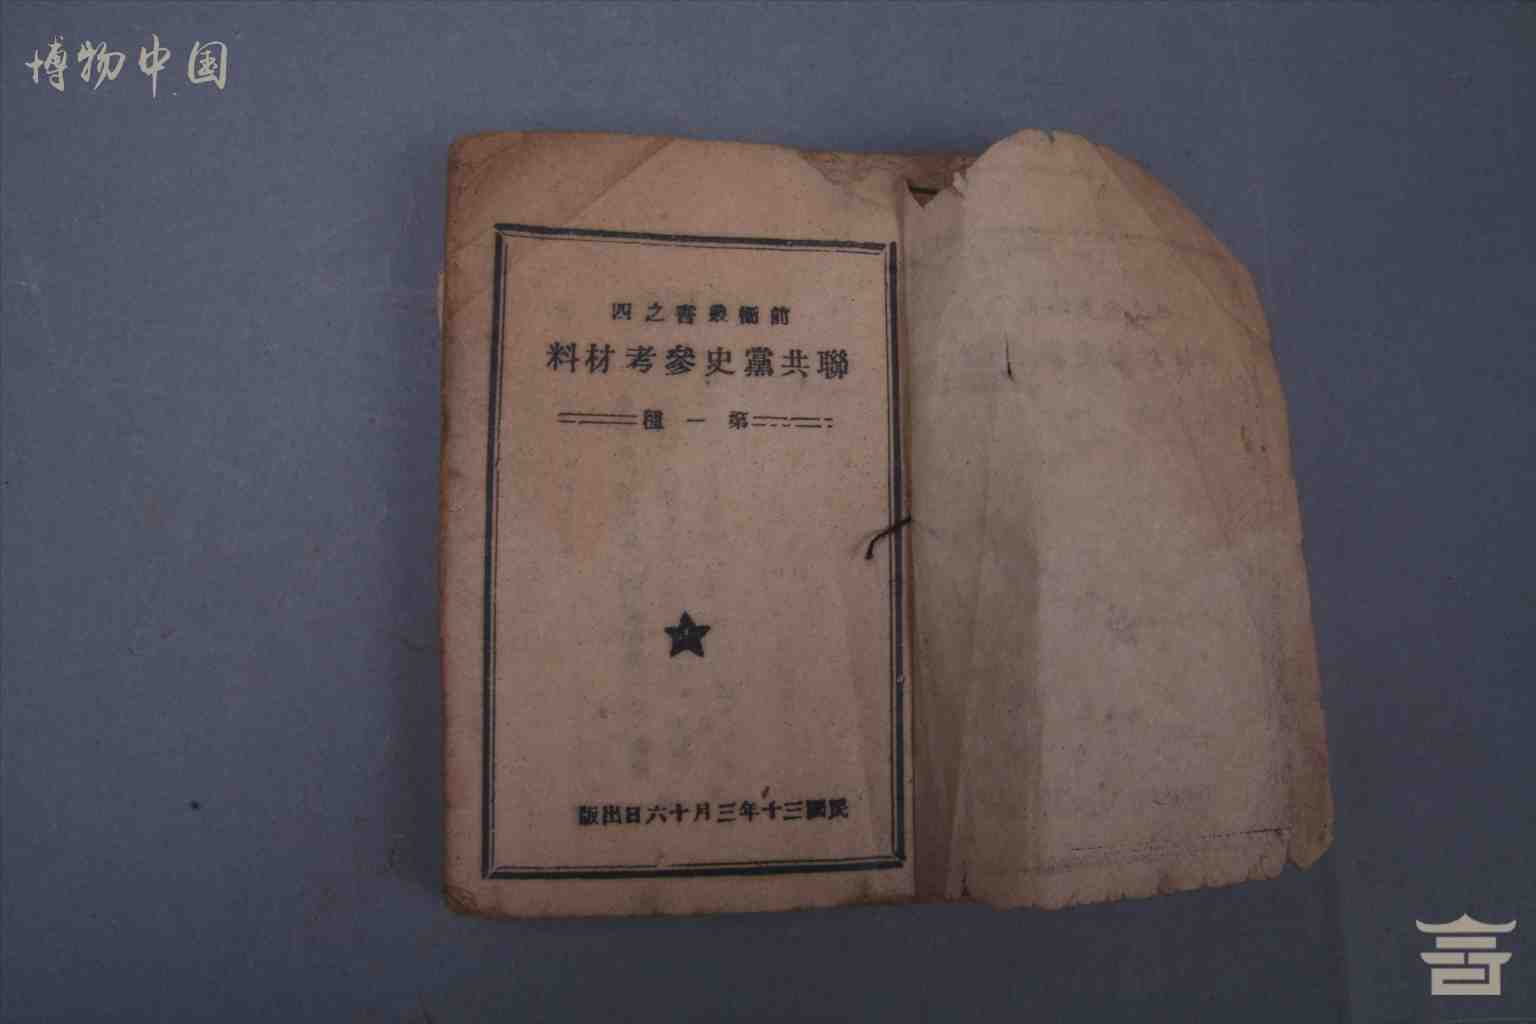 博物中国
前衛叢書之四
聯共黨史參考材料
第一種
民國三十年三月十六日出版